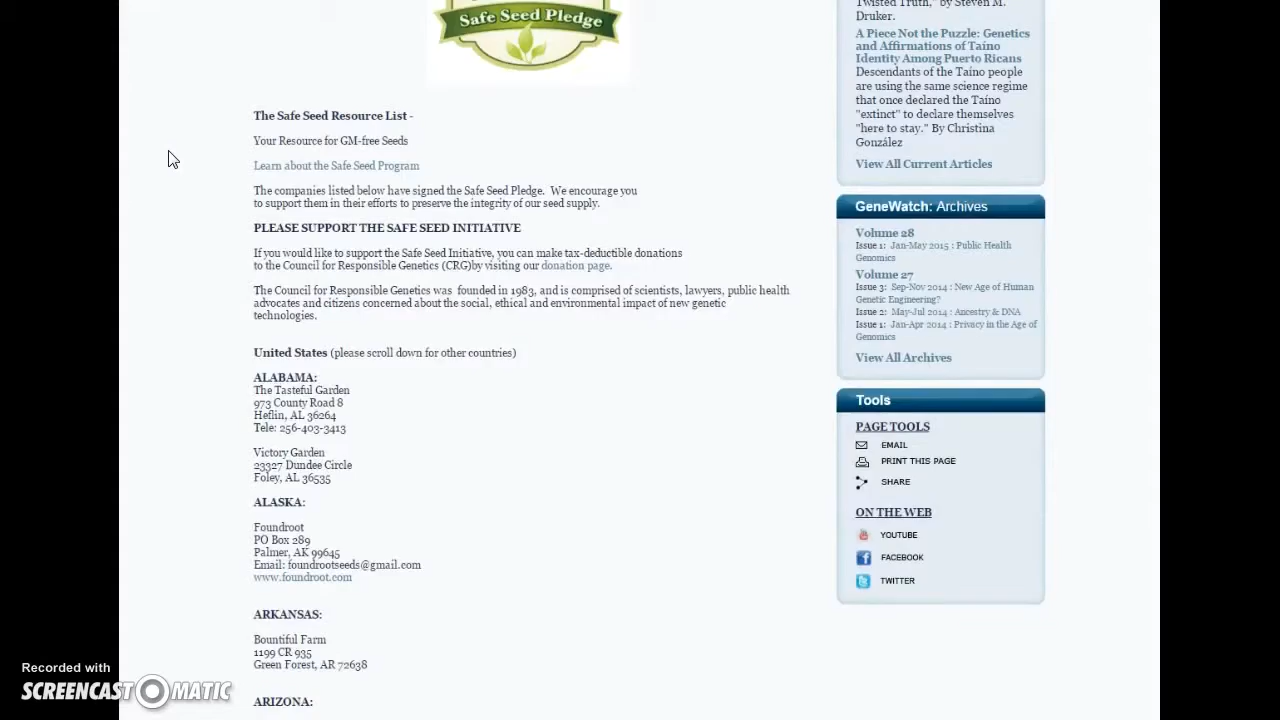 Safe Seed Pledge
The Safe Seed Resource List -
Your Resource for GM-free Seeds
Learn about the Safe Seed Program
The companies listed below have signed the Safe Seed Pledge. We encourage you
to support them in their efforts to preserve the integrity of our seed supply.
PLEASE SUPPORT THE SAFE SEED INITIATIVE
If you would like to support the Safe Seed Initiative, you can make tax-deductible donations
to the Council for Responsible Genetics (CRG)by visiting our donation page.
The Council for Responsible Genetics was founded in 1983, and is comprised of scientists, lawyers, public health
advocates and citizens concerned about the social, ethical and environmental impact of new genetic
technologies.
United States (please scroll down for other countries)
ALABAMA:
The Tasteful Garden
973 County Road 8
Heflin, AL 36264
Tele: 256-403-3413
Victory Garden
23327 Dundee Circle
Foley, AL 36535
ALASKA:
Foundroot
PO Box 289
Palmer, AK 99645
Email: foundrootseeds@gmail.com
www.foundroot.com
ARKANSAS:
Bountiful Farm
1199 CR 935
Green Forest, AR 72638
ARIZONA:
Twisted Truth," by Steven M.
Druker.
A Piece Not the Puzzle: Genetics
and Affirmations of Taíno
Identity Among Puerto Ricans
Descendants of the Taíno people
are using the same science regime
that once declared the Taíno
"extinct" to declare themselves
"here to stay." By Christina
González
View All Current Articles
GeneWatch: Archives
Volume 28
Issue 1: Jan-May 2015 : Public Health
Genomics
Volume 27
Issue 3: Sep-Nov 2014 : New Age of Human
Genetic Engineering?
Issue 2: May-Jul 2014 : Ancestry & DNA
Issue 1: Jan-Apr 2014 : Privacy in the Age of
Genomics
View All Archives
Tools
PAGE TOOLS
EMAIL
PRINT THIS PAGE
SHARE
ON THE WEB
YOUTUBE
FACEBOOK
TWITTER
Recorded with
SCREENCAST-O-MATIC